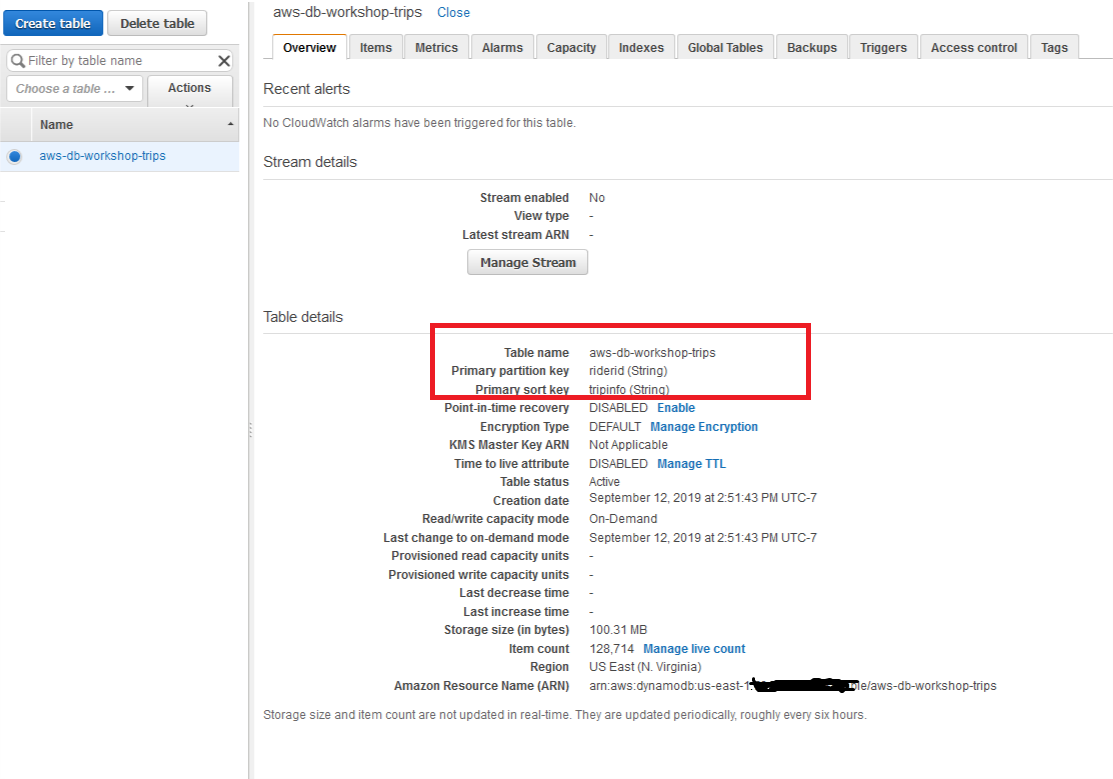 Create table Delete table
Filter by table name
Choose a table ... Actions
Name
aws-db-workshop-trips
aws-db-workshop-trips Close
Overview Items Metrics Alarms Capacity Indexes Global Tables Backups Triggers Access control Tags
Recent alerts
No CloudWatch alarms have been triggered for this table.
Stream details
Stream enabled No
View type -
Latest stream ARN -
Manage Stream
Table details
Table name aws-db-workshop-trips
Primary partition key riderid (String)
Primary sort key tripinfo (String)
Point-in-time recovery DISABLED Enable
Encryption Type DEFAULT Manage Encryption
KMS Master Key ARN Not Applicable
Time to live attribute DISABLED Manage TTL
Table status Active
Creation date September 12, 2019 at 2:51:43 PM UTC-7
Read/write capacity mode On-Demand
Last change to on-demand mode September 12, 2019 at 2:51:43 PM UTC-7
Provisioned read capacity units -
Provisioned write capacity units -
Last decrease time -
Last increase time -
Storage size (in bytes) 100.31 MB
Item count 128,714 Manage live count
Region US East (N. Virginia)
Amazon Resource Name (ARN) arn:aws:dynamodb:us-east-1: le/aws-db-workshop-trips
Storage size and item count are not updated in real-time. They are updated periodically, roughly every six hours.